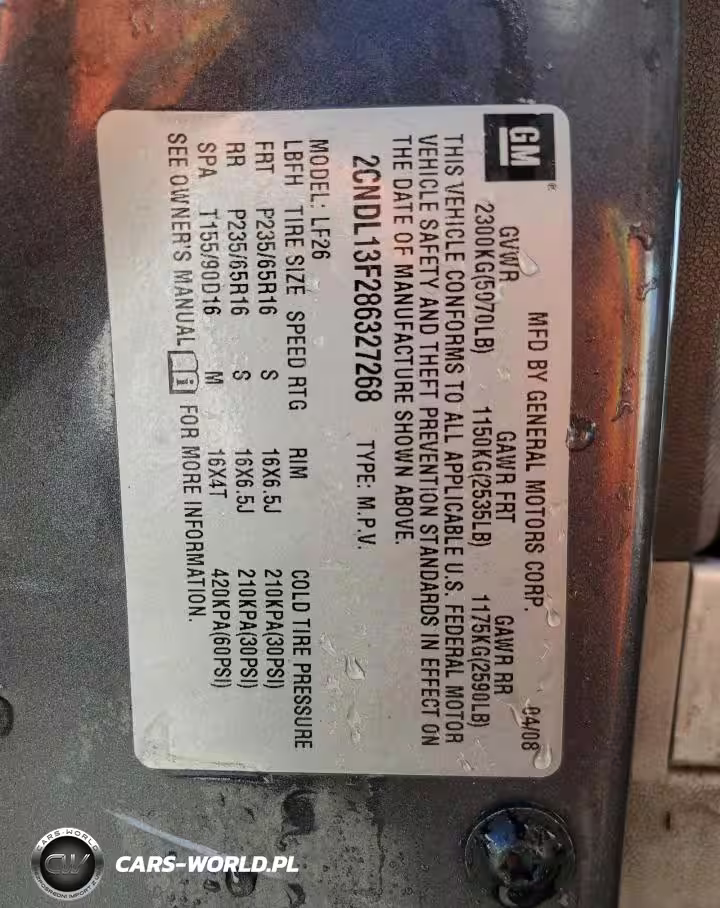 GM
®
MFD BY GENERAL MOTORS CORP. 04/08
GVWR GAWR FRT GAWR RR
2300KG(5070LB) 1150KG(2535LB) 1175KG(2590LB)
THIS VEHICLE CONFORMS TO ALL APPLICABLE U.S. FEDERAL MOTOR
VEHICLE SAFETY AND THEFT PREVENTION STANDARDS IN EFFECT ON
THE DATE OF MANUFACTURE SHOWN ABOVE.
2CNDL13F286327268 TYPE: M.P.V.
MODEL: LF26
LBFH TIRE SIZE SPEED RTG RIM COLD TIRE PRESSURE
FRT P235/65R16 S 16X6.5J 210KPA(30PSI)
RR P235/65R16 S 16X6.5J 210KPA(30PSI)
SPA T155/90D16 M 16X4T 420KPA(60PSI)
SEE OWNER'S MANUAL i FOR MORE INFORMATION.
CARS-WORLD
CW
CARS-WORLD.PL